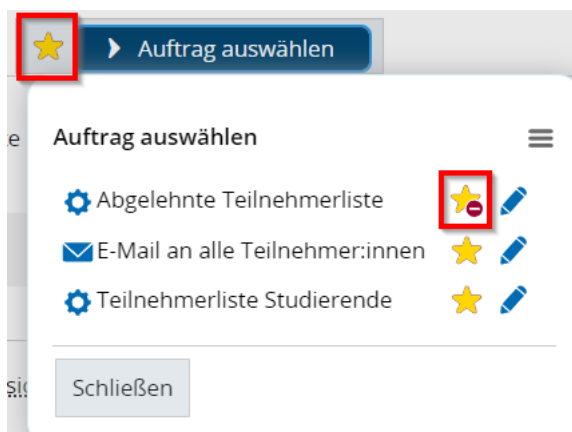 Auftrag auswählen
Auftrag auswählen
Abgelehnte Teilnehmerliste
E-Mail an alle Teilnehmer:innen
Teilnehmerliste Studierende
Schließen